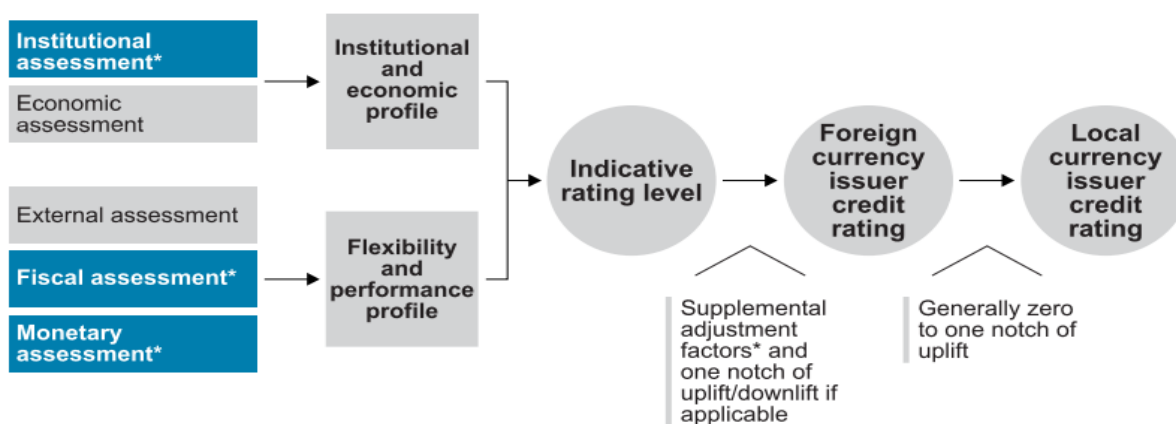 Institutional
assessment*
Economic
assessment
External assessment
Fiscal assessment*
Monetary
assessment*
Institutional
and
economic
profile
Flexibility
and
performance
profile
Indicative
rating level
Foreign
currency
issuer
credit
rating
Local
currency
issuer
credit
rating
Supplemental
adjustment
factors* and
one notch of
uplift/downlift if
applicable
Generally zero
to one notch of
uplift